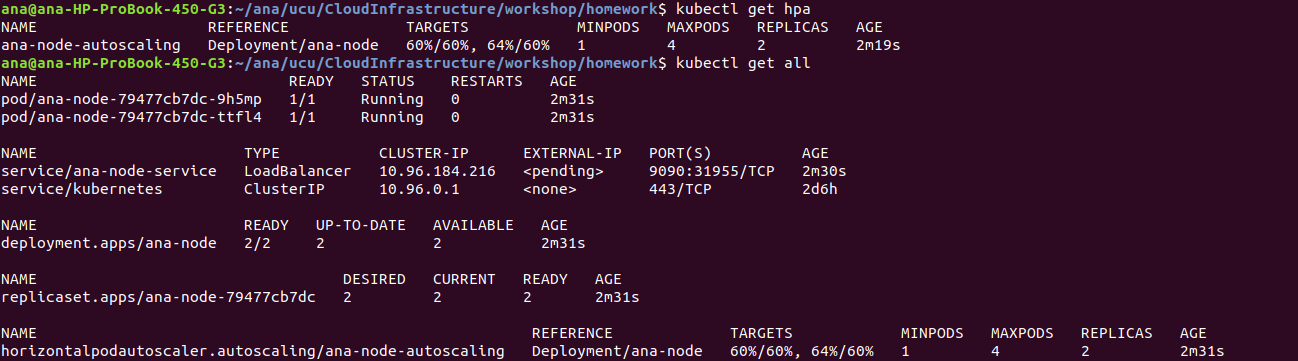 ana@ana-HP-ProBook-450-G3:~/ana/ucu/CloudInfrastructure/workshop/homework$ kubectl get hpa
NAME REFERENCE TARGETS MINPODS MAXPODS REPLICAS AGE
ana-node-autoscaling Deployment/ana-node 60%/60%, 64%/60% 1 4 2 2m19s
ana@ana-HP-ProBook-450-G3:~/ana/ucu/CloudInfrastructure/workshop/homework$ kubectl get all
NAME READY STATUS RESTARTS AGE
pod/ana-node-79477cb7dc-9h5mp 1/1 Running 0 2m31s
pod/ana-node-79477cb7dc-ttfl4 1/1 Running 0 2m31s
NAME TYPE CLUSTER-IP EXTERNAL-IP PORT(S) AGE
service/ana-node-service LoadBalancer 10.96.184.216 <pending> 9090:31955/TCP 2m30s
service/kubernetes ClusterIP 10.96.0.1 <none> 443/TCP 2d6h
NAME READY UP-TO-DATE AVAILABLE AGE
deployment.apps/ana-node 2/2 2 2 2m31s
NAME DESIRED CURRENT READY AGE
replicaset.apps/ana-node-79477cb7dc 2 2 2 2m31s
NAME REFERENCE TARGETS MINPODS MAXPODS REPLICAS AGE
horizontalpodautoscaler.autoscaling/ana-node-autoscaling Deployment/ana-node 60%/60%, 64%/60% 1 4 2 2m31s